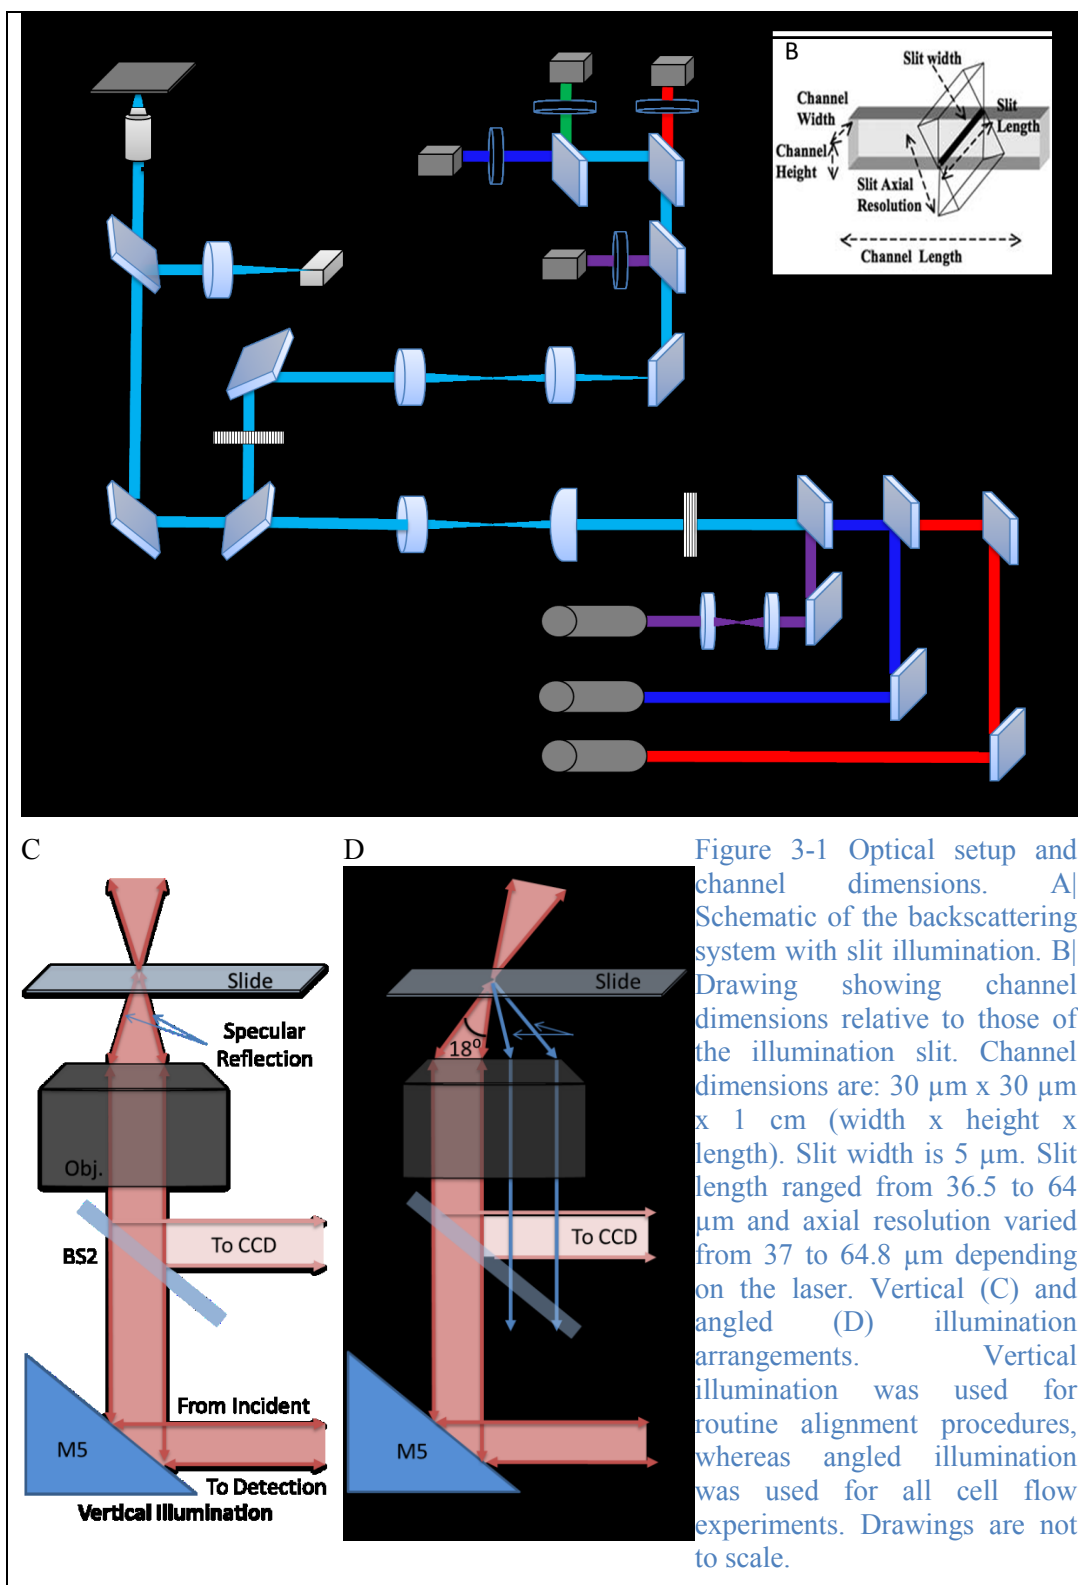 B
Slit width
Channel
Width
Slit
Length
Channel
Height
Slit Axial
Resolution
Channel Length
C
Slide
Specular
Reflection
Obj.
BS2
To CCD
From Incident
M5
To Detection
Vertical Illumination
D
Slide
18⁰
To CCD
M5
Figure 3-1 Optical setup and
channel dimensions. A|
Schematic of the backscattering
system with slit illumination. B|
Drawing showing channel
dimensions relative to those of
the illumination slit. Channel
dimensions are: 30 µm x 30 µm
x 1 cm (width x height x
length). Slit width is 5 µm. Slit
length ranged from 36.5 to 64
µm and axial resolution varied
from 37 to 64.8 µm depending
on the laser. Vertical (C) and
angled (D) illumination
arrangements. Vertical
illumination was used for
routine alignment procedures,
whereas angled illumination
was used for all cell flow
experiments. Drawings are not
to scale.